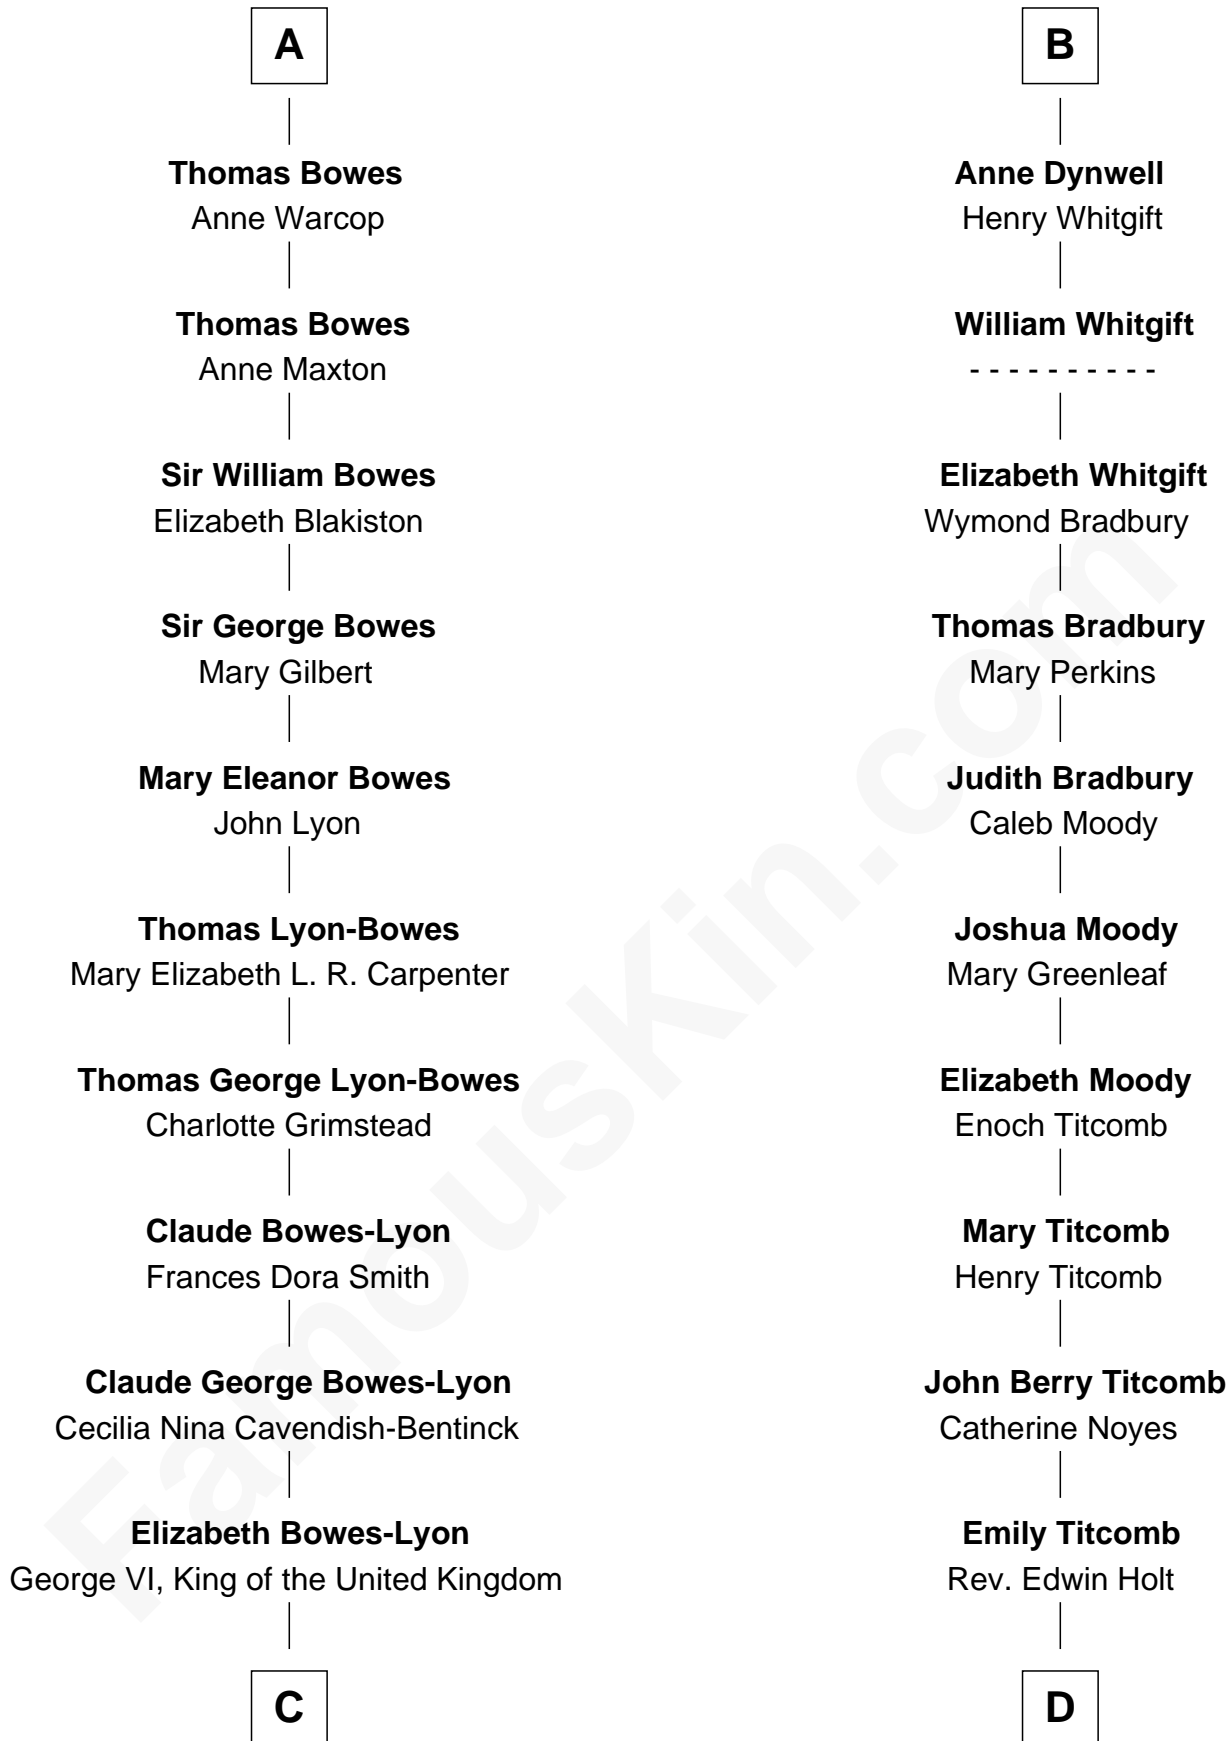 A
Thomas Bowes
Anne Warcop
Thomas Bowes
Anne Maxton
Sir William Bowes
Elizabeth Blakiston
Sir George Bowes
Mary Gilbert
Mary Eleanor Bowes
John Lyon
Thomas Lyon-Bowes
Mary Elizabeth L. R. Carpenter
Thomas George Lyon-Bowes
Charlotte Grimstead
Claude Bowes-Lyon
Frances Dora Smith
Claude George Bowes-Lyon
Cecilia Nina Cavendish-Bentinck
Elizabeth Bowes-Lyon
George VI, King of the United Kingdom
C
B
Anne Dynwell
Henry Whitgift
William Whitgift
- - - - - - - - - -
Elizabeth Whitgift
Wymond Bradbury
Thomas Bradbury
Mary Perkins
Judith Bradbury
Caleb Moody
Joshua Moody
Mary Greenleaf
Elizabeth Moody
Enoch Titcomb
Mary Titcomb
Henry Titcomb
John Berry Titcomb
Catherine Noyes
Emily Titcomb
Rev. Edwin Holt
D
FamousKin.com